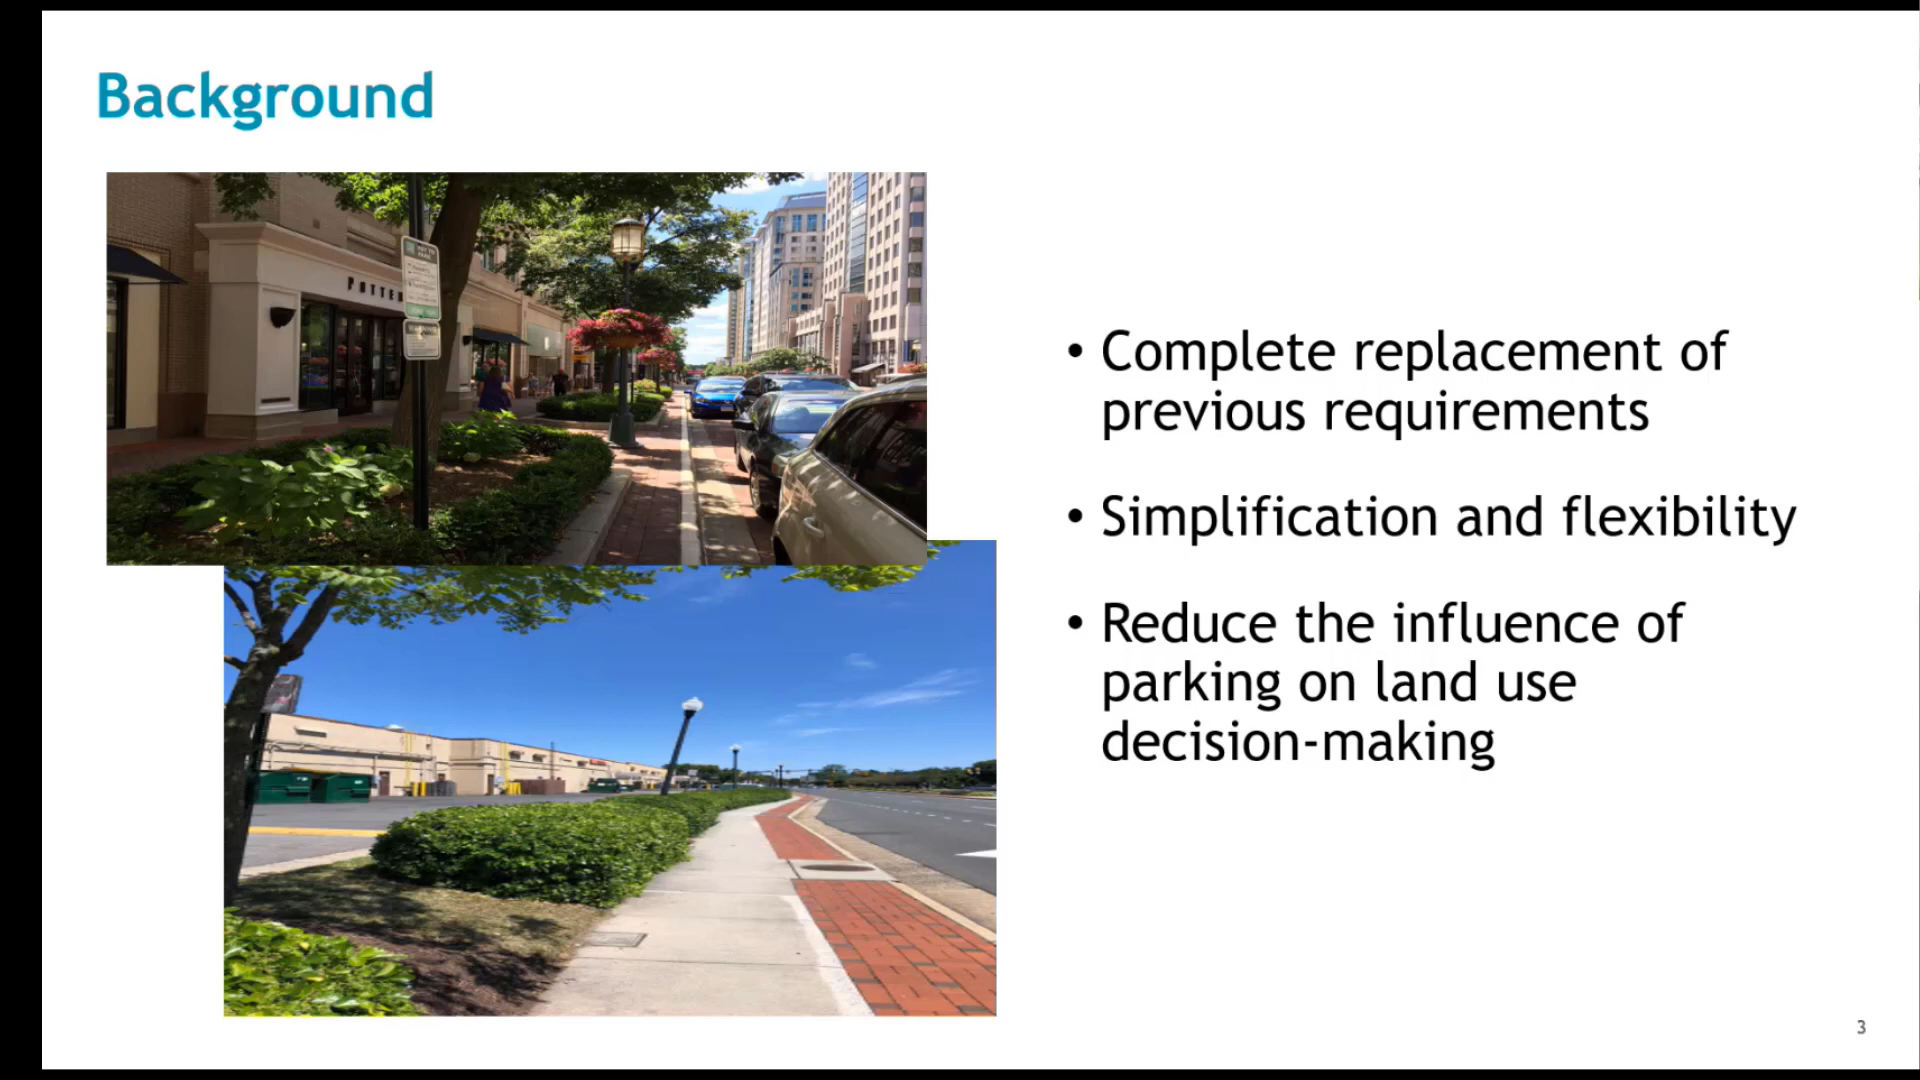 Background
POTTER
• Complete replacement of
previous requirements
• Simplification and flexibility
• Reduce the influence of
parking on land use
decision-making
3